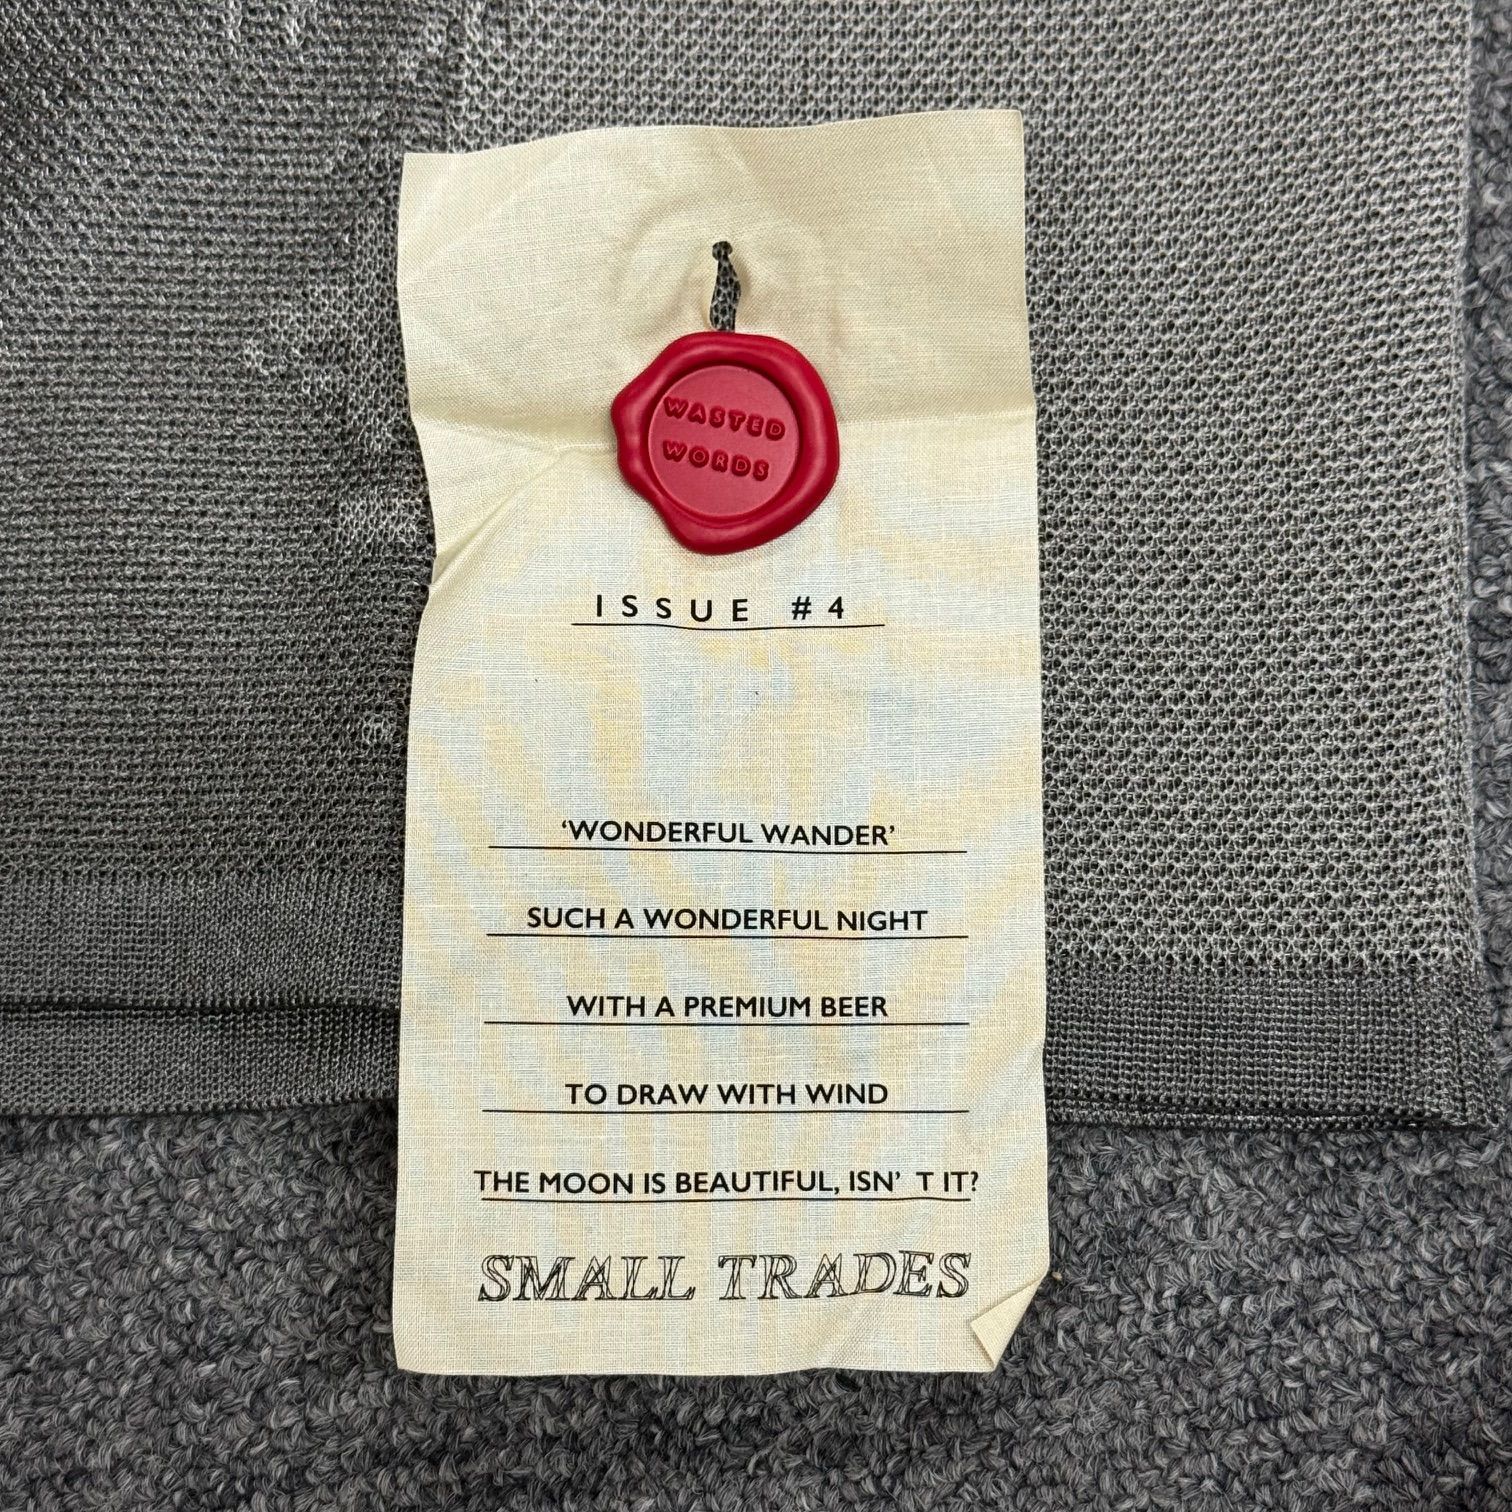 WASTED
WORDS
ISSUE #4
‘WONDERFUL WANDER’
SUCH A WONDERFUL NIGHT
WITH A PREMIUM BEER
TO DRAW WITH WIND
THE MOON IS BEAUTIFUL, ISN’ T IT?
SMALL TRADES